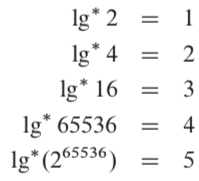 lg* 2 = 1
lg* 4 = 2
lg* 16 = 3
lg* 65536 = 4
lg*(2^65536) = 5